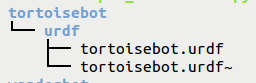 tortoisebot
└── urdf
    ├── tortoisebot.urdf
    └── tortoisebot.urdf~